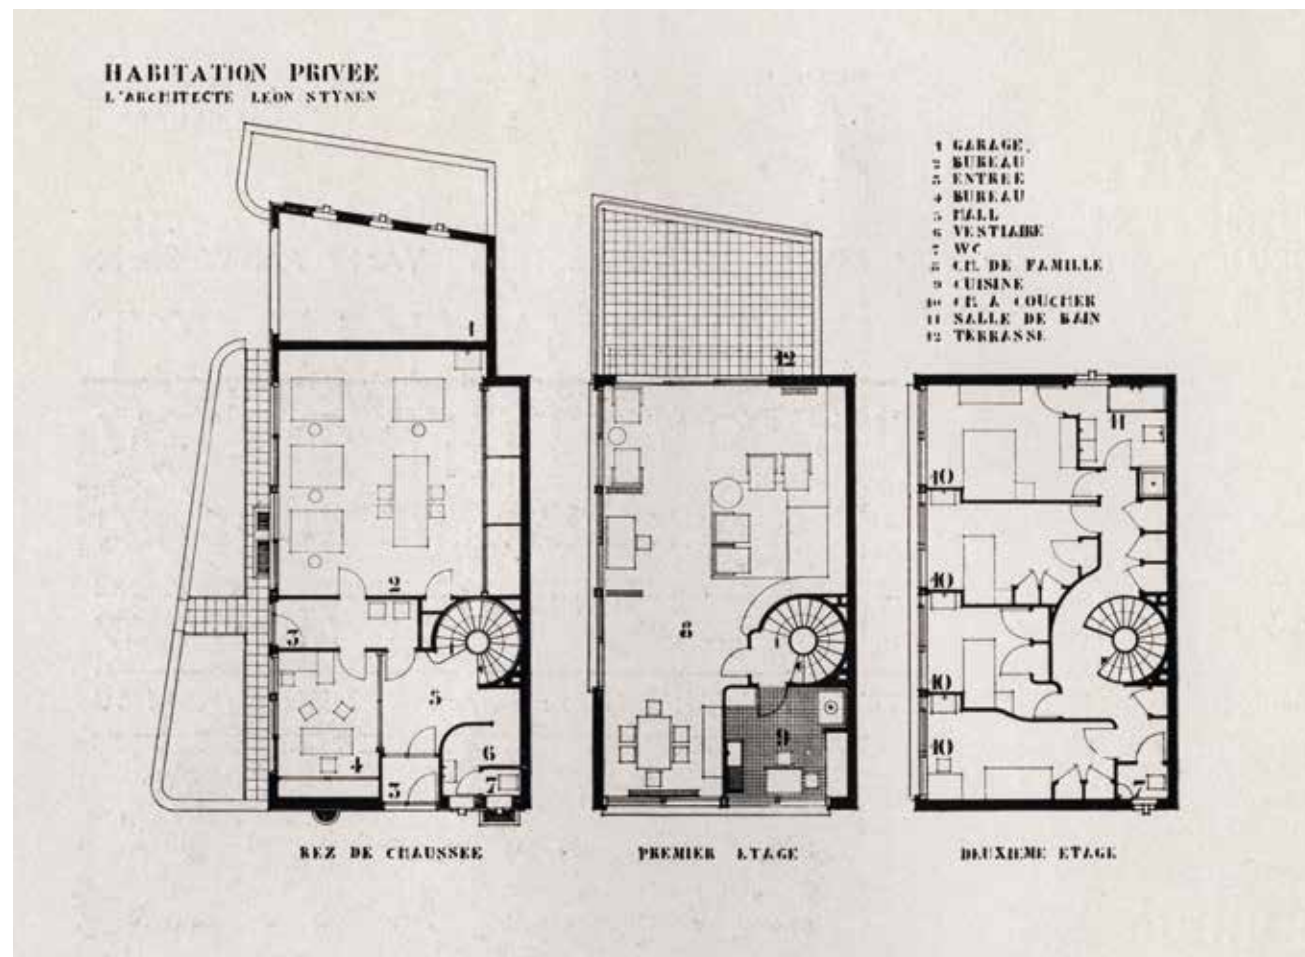 HABITATION PRIVEE
L'ARCHITECTE LEON STYNEN
1 GARAGE.
2 BUREAU
3 ENTREE
4 BUREAU
5 HALL
6 VESTIAIRE
7 WC
8 CH. DE FAMILLE
9 CUISINE
10 CH A COUCHER
11 SALLE DE BAIN
12 TERRASSE
1
2
3
5
4
3
6
7
12
8
9
11
10
10
10
10
7
REZ DE CHAUSSEE
PREMIER ETAGE
DEUXIEME ETAGE